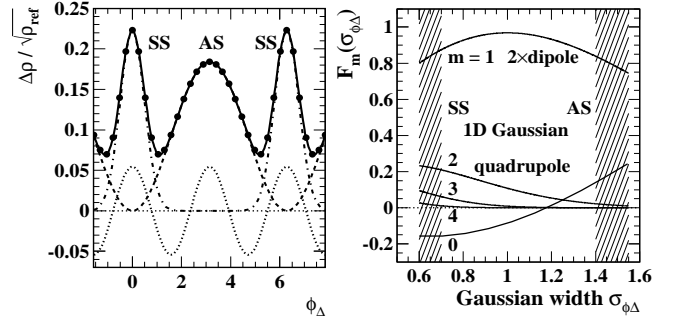 Δρ / √ρref
0.25
0.2
0.15
0.1
0.05
0
-0.05
SS AS SS
0 2 4 6
ϕΔ
Fm(σϕΔ)
1
0.8
0.6
0.4
0.2
0
-0.2
m = 1 2×dipole
SS AS
1D Gaussian
2 quadrupole
3
4
0
0.6 0.8 1 1.2 1.4 1.6
Gaussian width σϕΔ